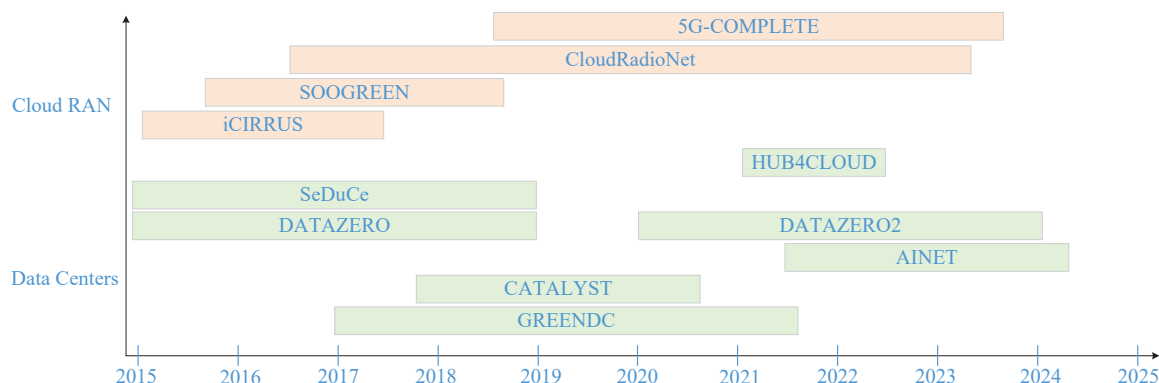 5G-COMPLETE
CloudRadioNet
SOOGREEN
Cloud RAN
iCIRRUS
HUB4CLOUD
SeDuCe
DATAZERO DATAZERO2
AINET
Data Centers
CATALYST
GREENDC
2015 2016 2017 2018 2019 2020 2021 2022 2023 2024 2025